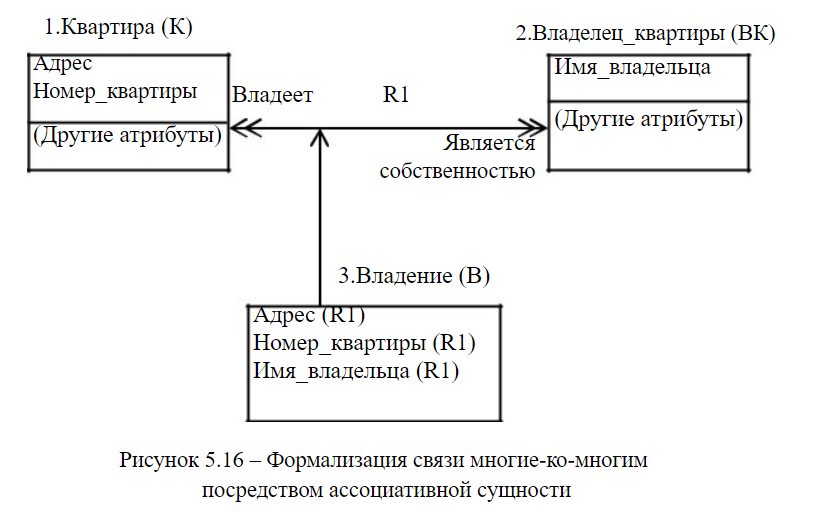 1.Квартира (К)
Адрес
Номер_квартиры
(Другие атрибуты)
Владеет
R1
2.Владелец_квартиры (ВК)
Имя_владельца
(Другие атрибуты)
Является
собственностью
3.Владение (В)
Адрес (R1)
Номер_квартиры (R1)
Имя_владельца (R1)
Рисунок 5.16 – Формализация связи многие-ко-многим
посредством ассоциативной сущности